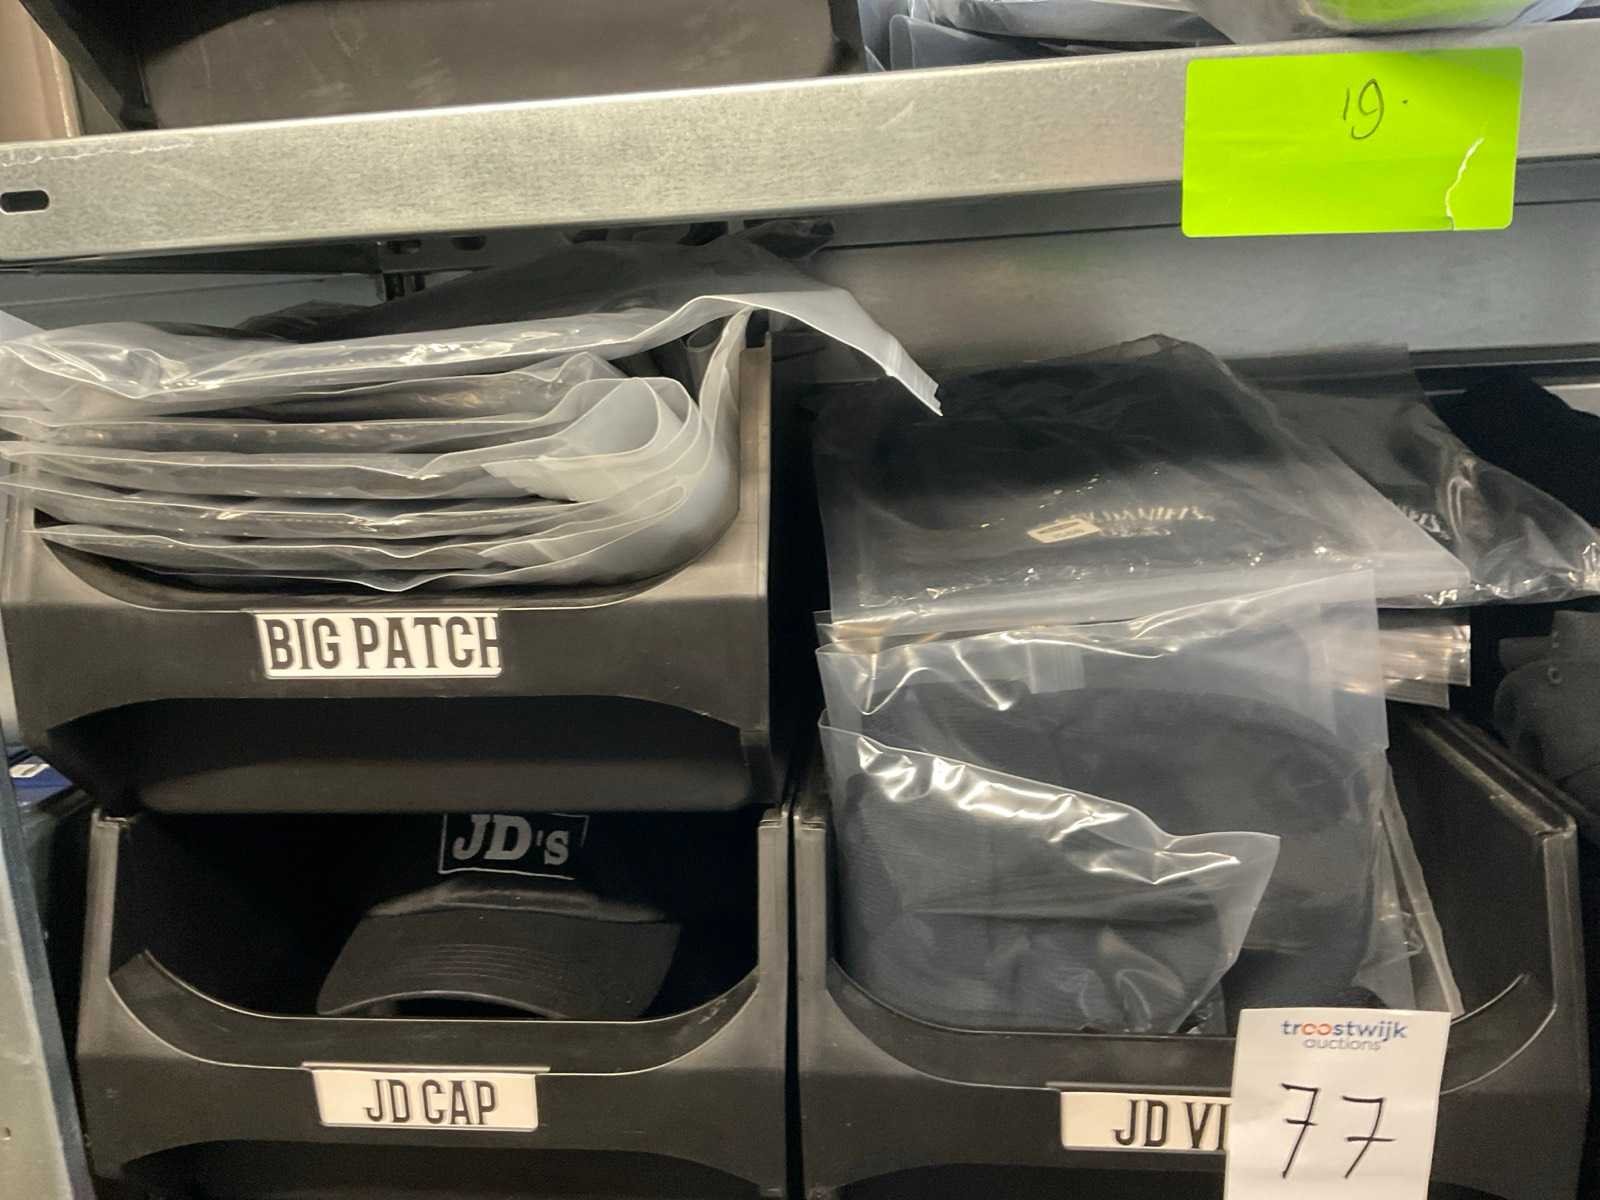 19.
BIG PATCH
JD's
JD CAP
JD VI
troostwijk
auctions
77